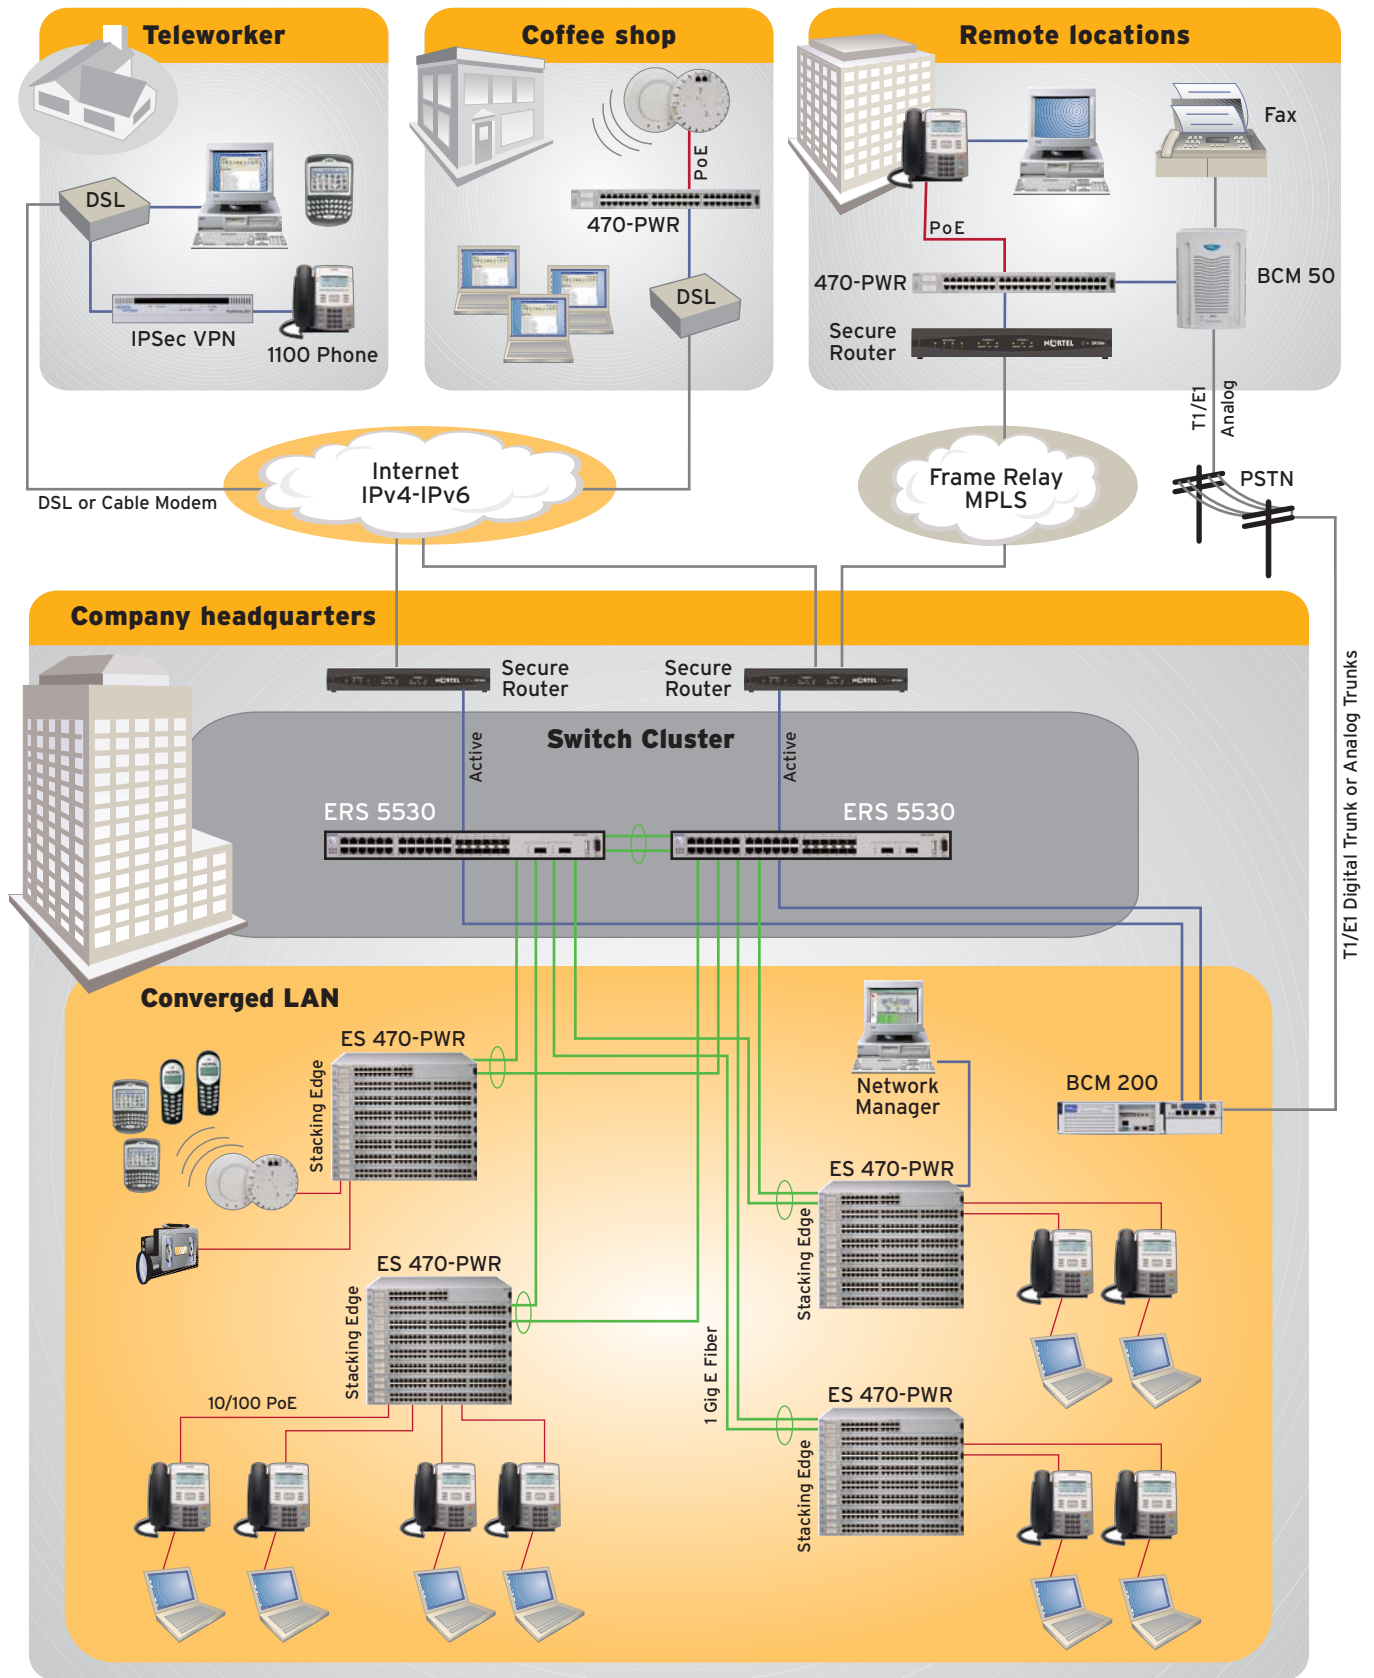 Teleworker
Coffee shop
Remote locations
DSL
IPSec VPN
1100 Phone
PoE
470-PWR
DSL
Fax
PoE
470-PWR
BCM 50
Secure
Router
NORTEL
T1/E1
Analog
Internet
IPv4-IPv6
DSL or Cable Modem
Frame Relay
MPLS
PSTN
Company headquarters
Secure
Router
NORTEL
Secure
Router
NORTEL
Switch Cluster
Active
Active
ERS 5530
ERS 5530
T1/E1 Digital Trunk or Analog Trunks
Converged LAN
ES 470-PWR
Stacking Edge
Network
Manager
BCM 200
ES 470-PWR
Stacking Edge
ES 470-PWR
Stacking Edge
1 Gig E Fiber
10/100 PoE
ES 470-PWR
Stacking Edge